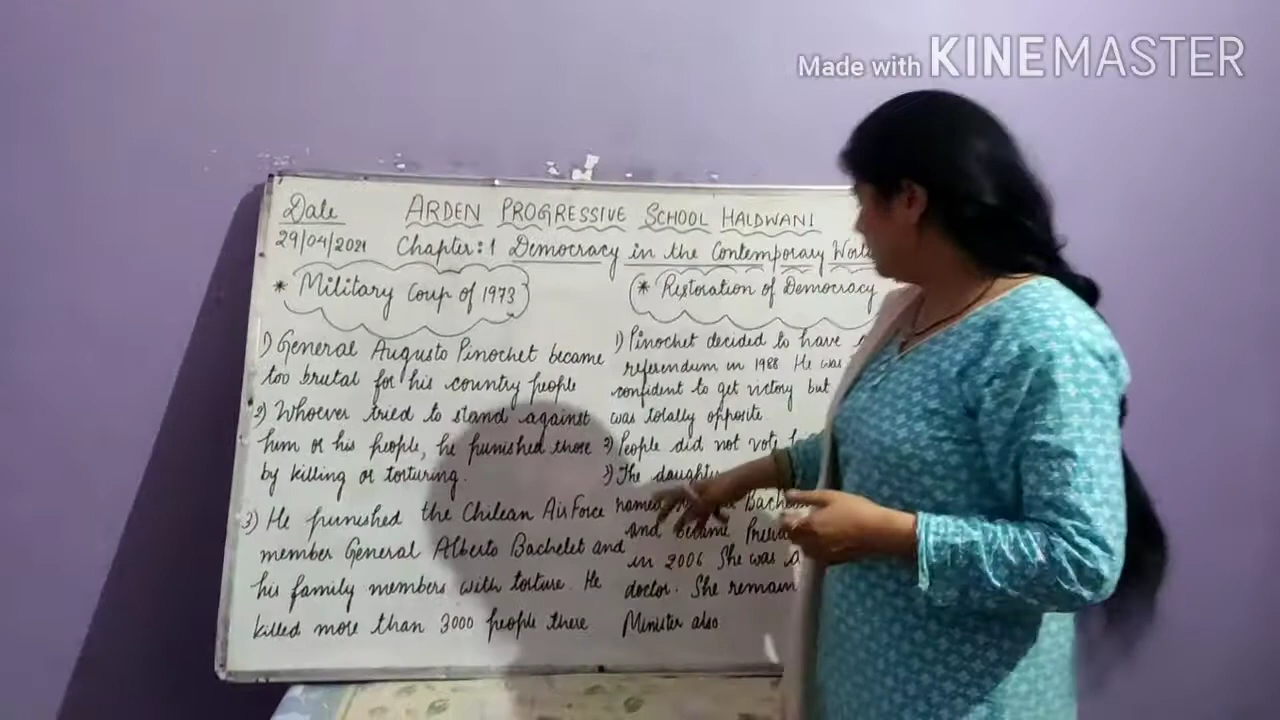 Made with KINEMASTER
Date
ARDEN PROGRESSIVE SCHOOL HALDWANI
29/04/2021
Chapter:1 Democracy in the Contemporary
* Military Coup of 1973
1) General Augusto Pinochet became
too brutal for his country people
2) Whoever tried to stand against
him or his people, he punished those
by killing or torturing.
3) He punished the Chilean AirForce
member General Alberto Bachelet and
his family members with torture. He
killed more than 3000 people there
* Restoration of Democracy
1) Pinochet decided to have
referendum in 1988 He was
confident to get victory but
was totally opposite
2) People did not vote
3) The daughter
named
and became
in 2006 She was a
doctor. She remain
Minister also